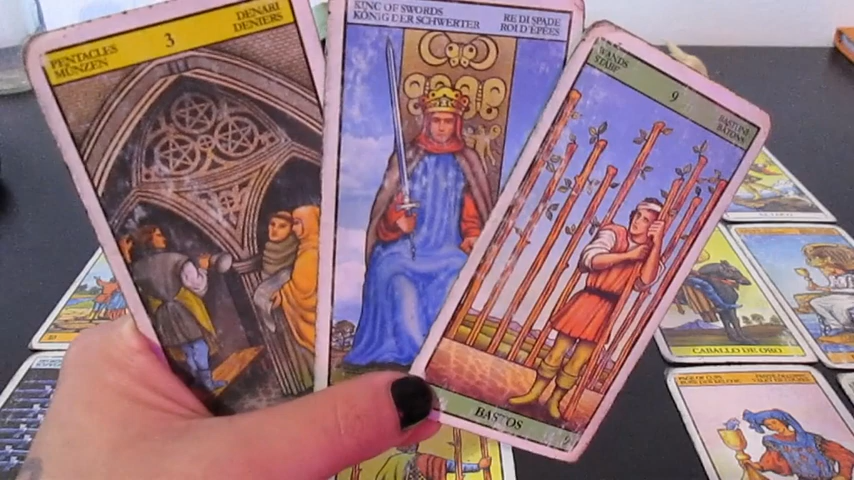 PENTACLES
MÜNZEN
3
DENARI
DENIERS
KING OF SWORDS
KÖNIG DER SCHWERTER
RE DI SPADE
ROI D'EPEES
WANDS
STÄBE
9
BASTONI
BATONS
BASTOS
9
CABALLO DE ORO